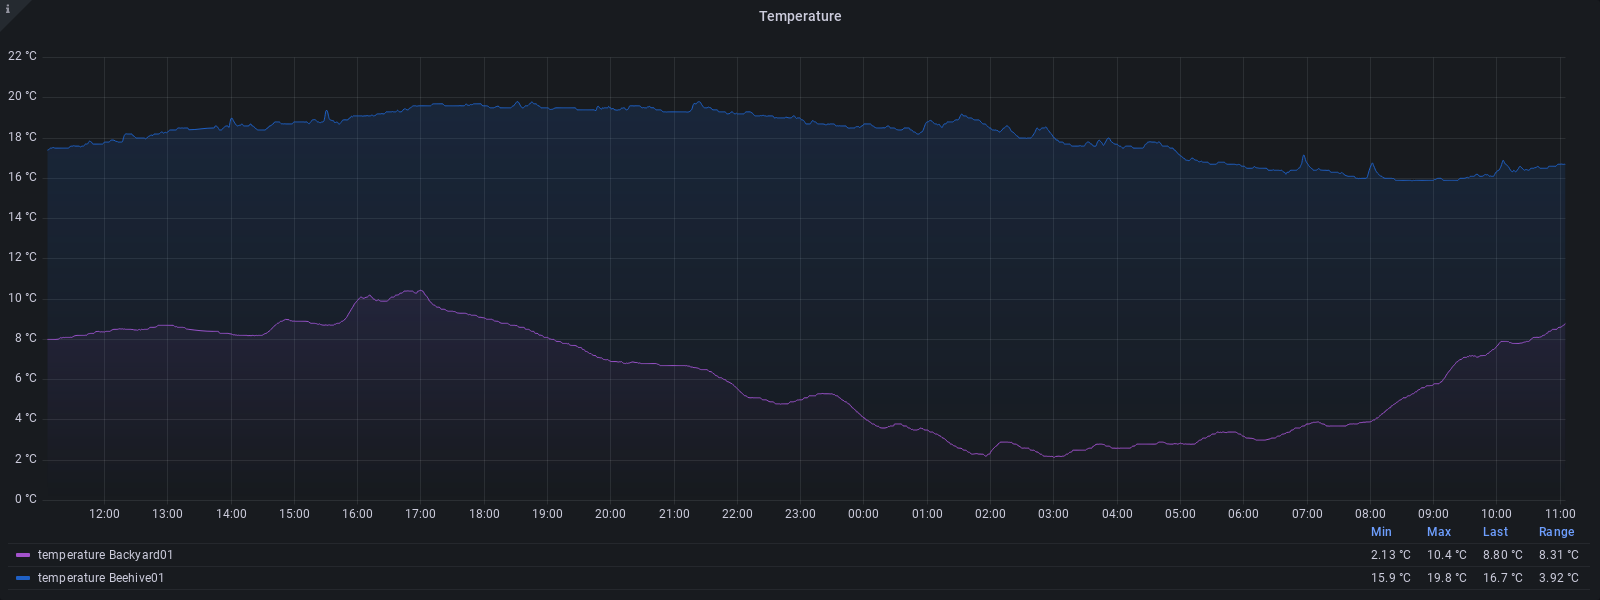 i
Temperature
22 °C
20 °C
18 °C
16 °C
14 °C
12 °C
10 °C
8 °C
6 °C
4 °C
2 °C
0 °C
12:00 13:00 14:00 15:00 16:00 17:00 18:00 19:00 20:00 21:00 22:00 23:00 00:00 01:00 02:00 03:00 04:00 05:00 06:00 07:00 08:00 09:00 10:00 11:00
Min Max Last Range
temperature Backyard01 2.13 °C 10.4 °C 8.80 °C 8.31 °C
temperature Beehive01 15.9 °C 19.8 °C 16.7 °C 3.92 °C